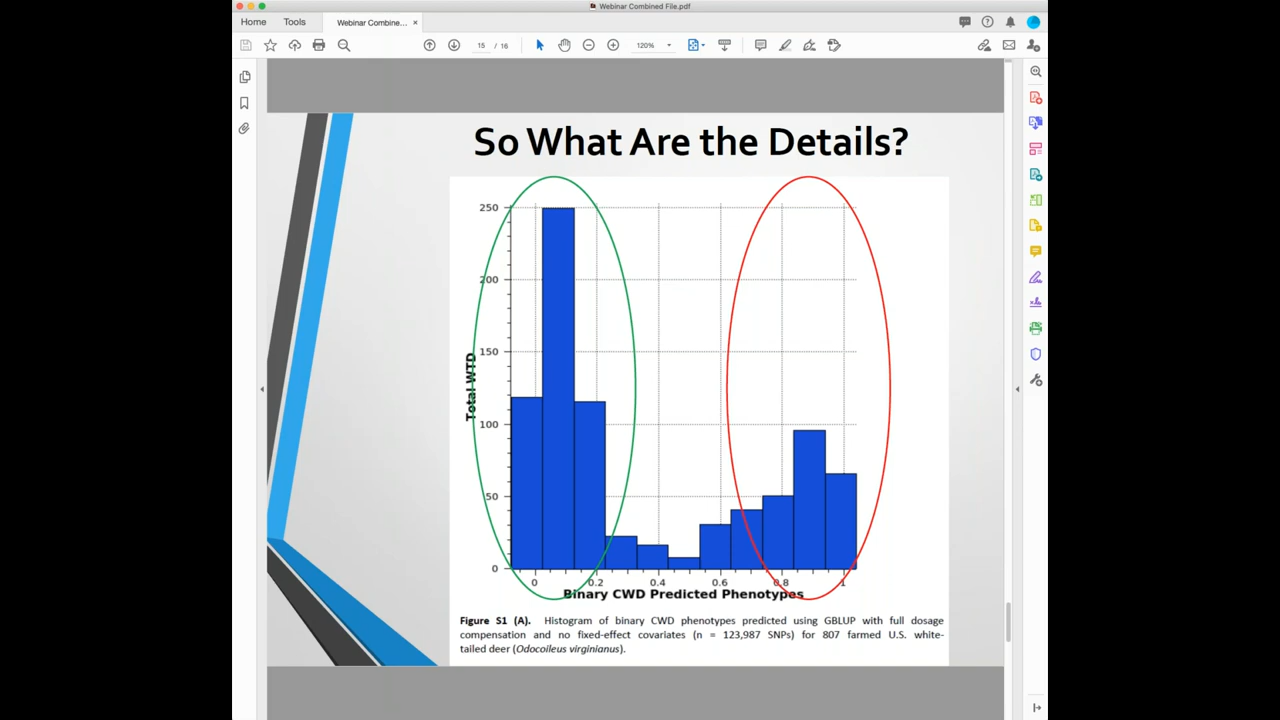 Webinar Combined File.pdf
Home Tools Webinar Combine... ×
15 / 16 120%
So What Are the Details?
250
200
150
100
50
0
Total WTD
0 0.2 0.4 0.6 0.8 1
Binary CWD Predicted Phenotypes
Figure S1 (A). Histogram of binary CWD phenotypes predicted using GBLUP with full dosage
compensation and no fixed-effect covariates (n = 123,987 SNPs) for 807 farmed U.S. white-
tailed deer (Odocoileus virginianus).